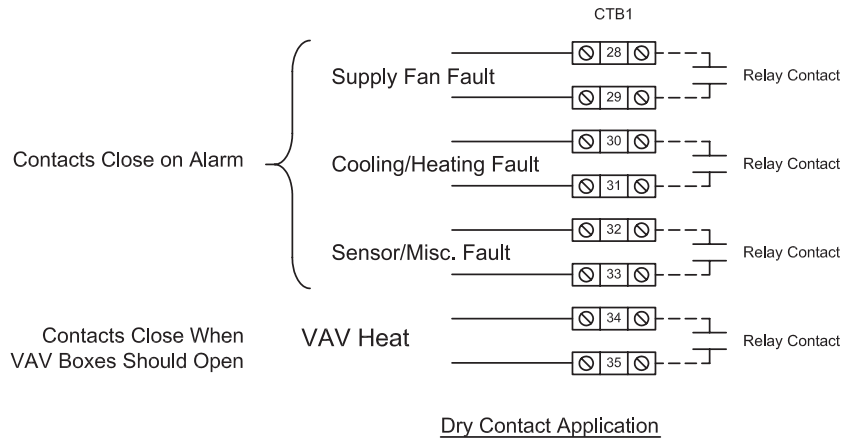 CTB1
28
Supply Fan Fault
Relay Contact
29
30
Contacts Close on Alarm
Cooling/Heating Fault
Relay Contact
31
32
Sensor/Misc. Fault
Relay Contact
33
34
Contacts Close When
VAV Boxes Should Open
VAV Heat
Relay Contact
35
Dry Contact Application